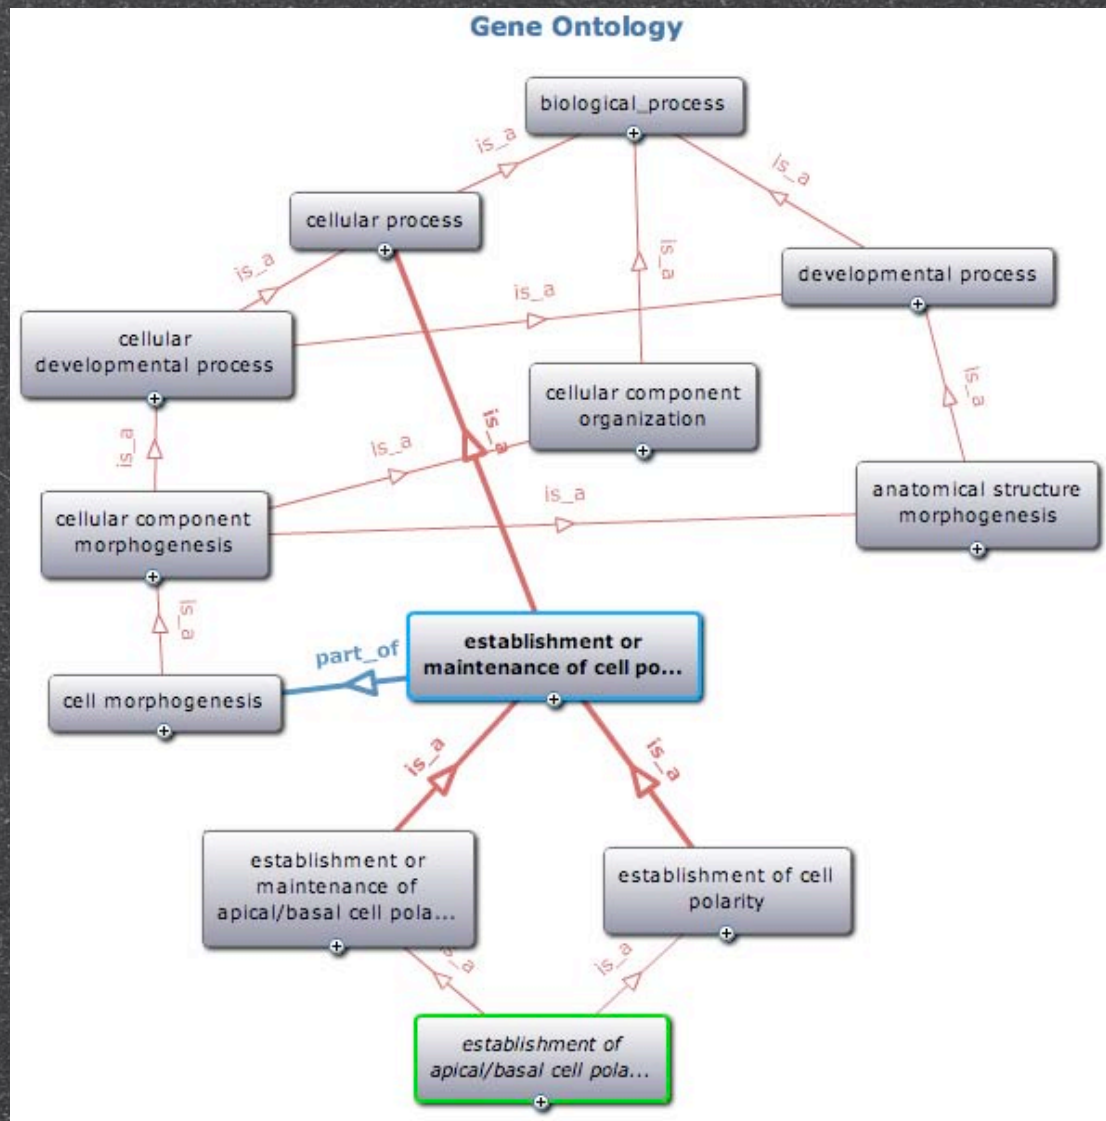 Gene Ontology
biological_process
is_a
is_a
cellular process
is_a
is_a
developmental process
is_a
cellular
developmental process
cellular component
organization
is_a
is_a
is_a
is_a
is_a
cellular component
morphogenesis
anatomical structure
morphogenesis
is_a
establishment or
maintenance of cell po...
part_of
cell morphogenesis
is_a
is_a
establishment or
maintenance of
apical/basal cell pola...
establishment of cell
polarity
is_a
is_a
establishment of
apical/basal cell pola...